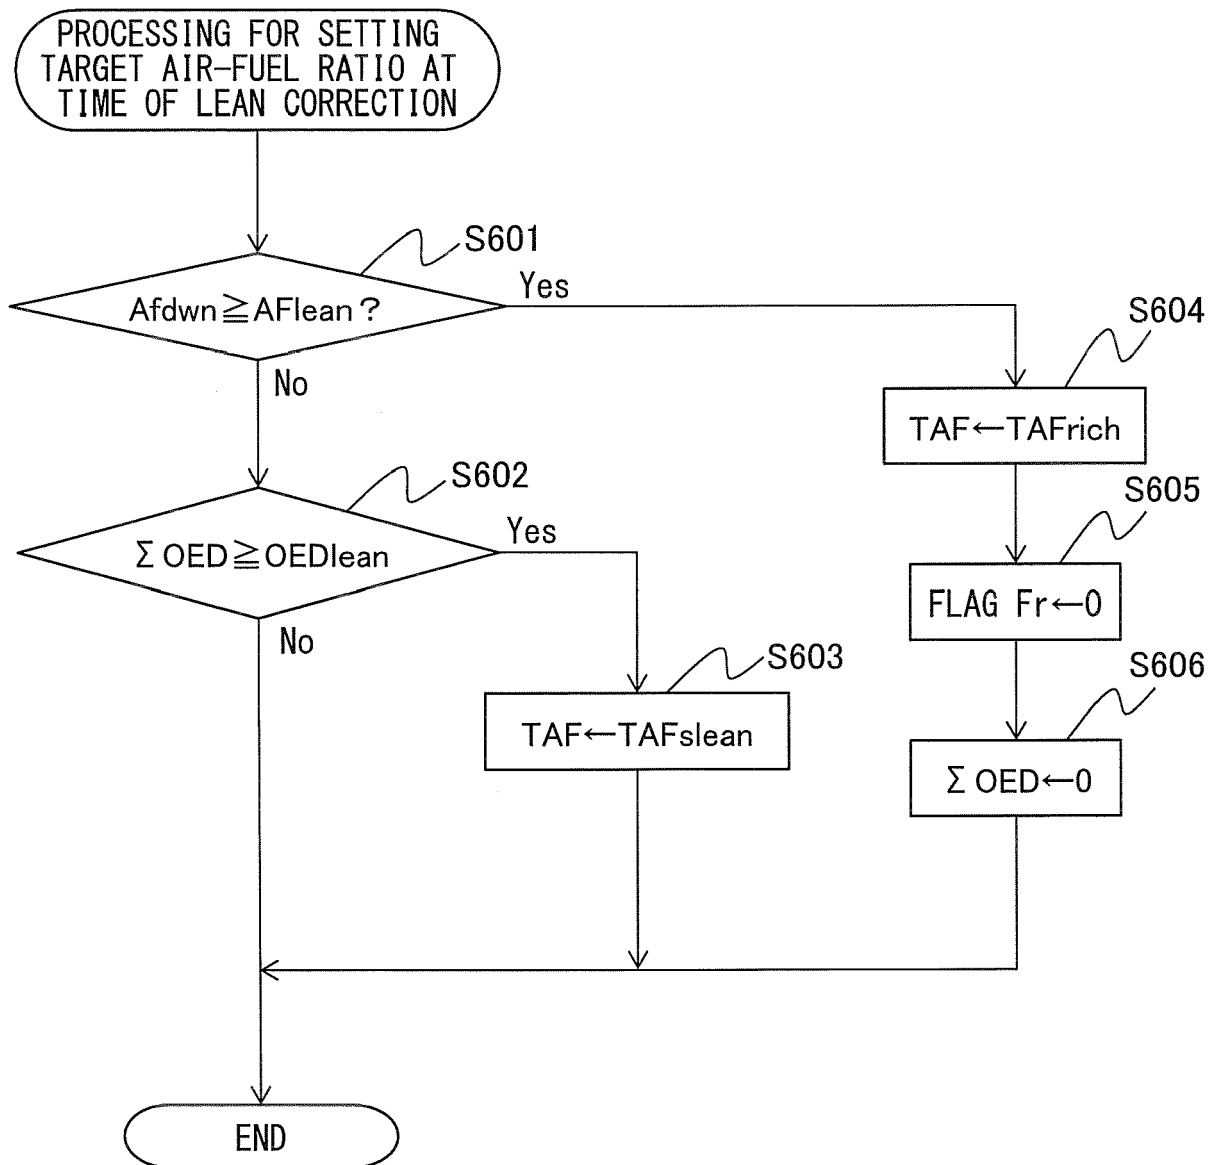 PROCESSING FOR SETTING
TARGET AIR-FUEL RATIO AT
TIME OF LEAN CORRECTION
S601
Afdwn≧AFlean?
Yes
No
S604
TAF←TAFrich
S602
ΣOED≧OEDlean
Yes
No
S605
FLAG Fr←0
S603
TAF←TAFslean
S606
ΣOED←0
END